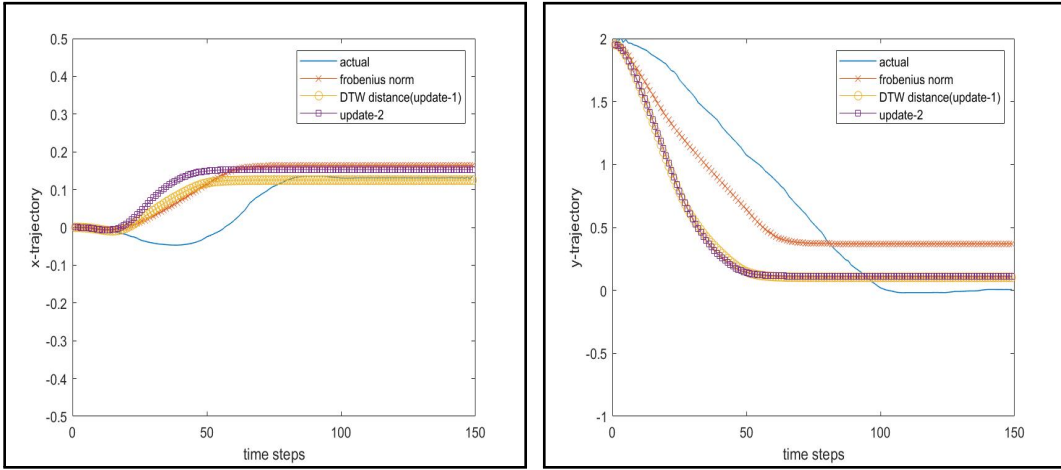 0.5
0.4
0.3
0.2
0.1
0
-0.1
-0.2
-0.3
-0.4
-0.5
x-trajectory
0 50 100 150
time steps
actual
frobenius norm
DTW distance(update-1)
update-2
2
1.5
1
0.5
0
-0.5
-1
y-trajectory
0 50 100 150
time steps
actual
frobenius norm
DTW distance(update-1)
update-2